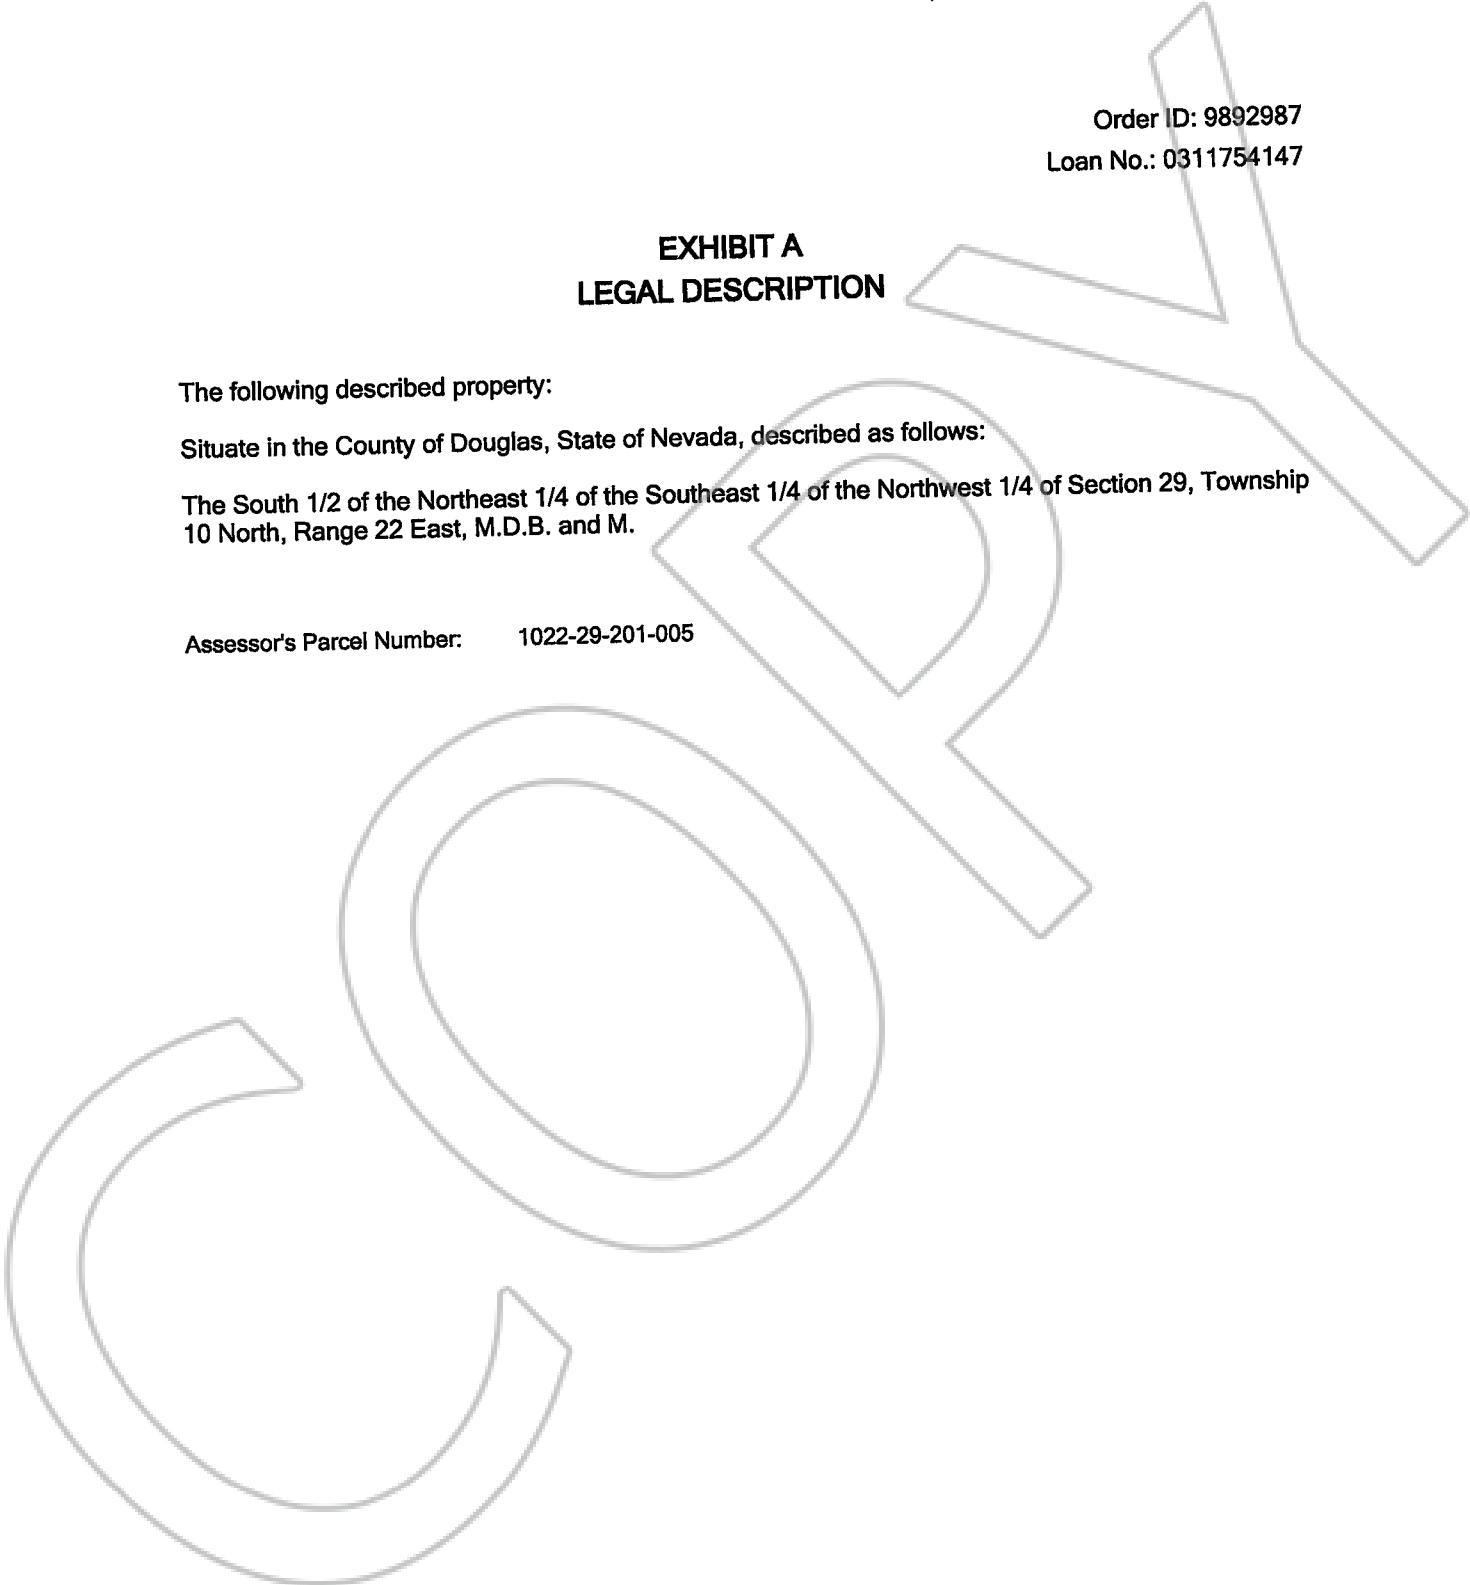 Order ID: 9892987
Loan No.: 0311754147
EXHIBIT A
LEGAL DESCRIPTION
The following described property:
Situate in the County of Douglas, State of Nevada, described as follows:
The South 1/2 of the Northeast 1/4 of the Southeast 1/4 of the Northwest 1/4 of Section 29, Township
10 North, Range 22 East, M.D.B. and M.
Assessor's Parcel Number: 1022-29-201-005
COPY